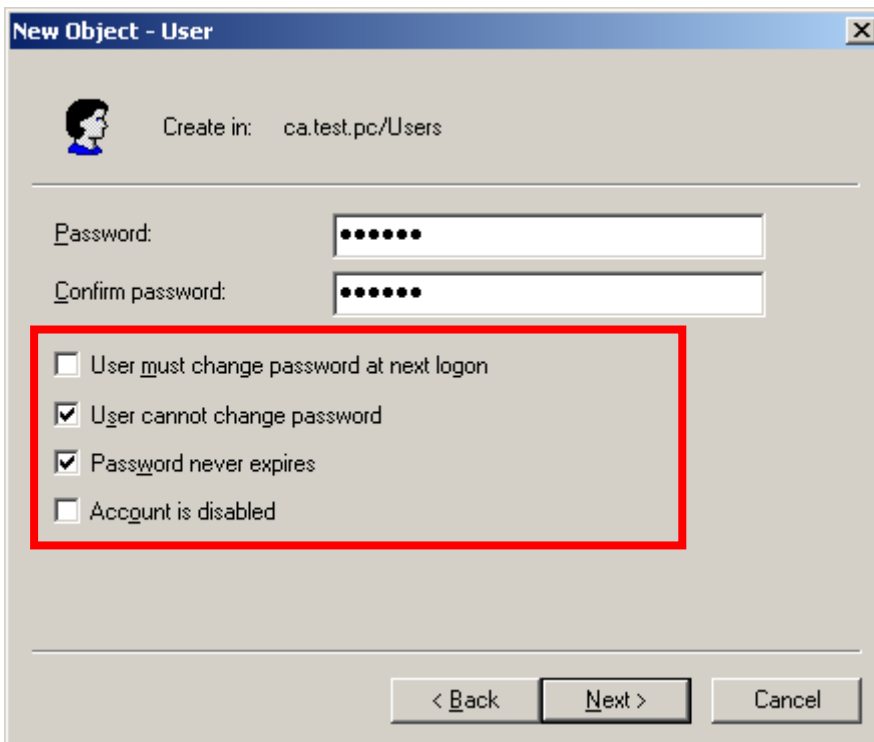 New Object - User
Create in: ca.test.pc/Users
Password: ●●●●●●
Confirm password: ●●●●●●
User must change password at next logon
User cannot change password
Password never expires
Account is disabled
< Back Next > Cancel